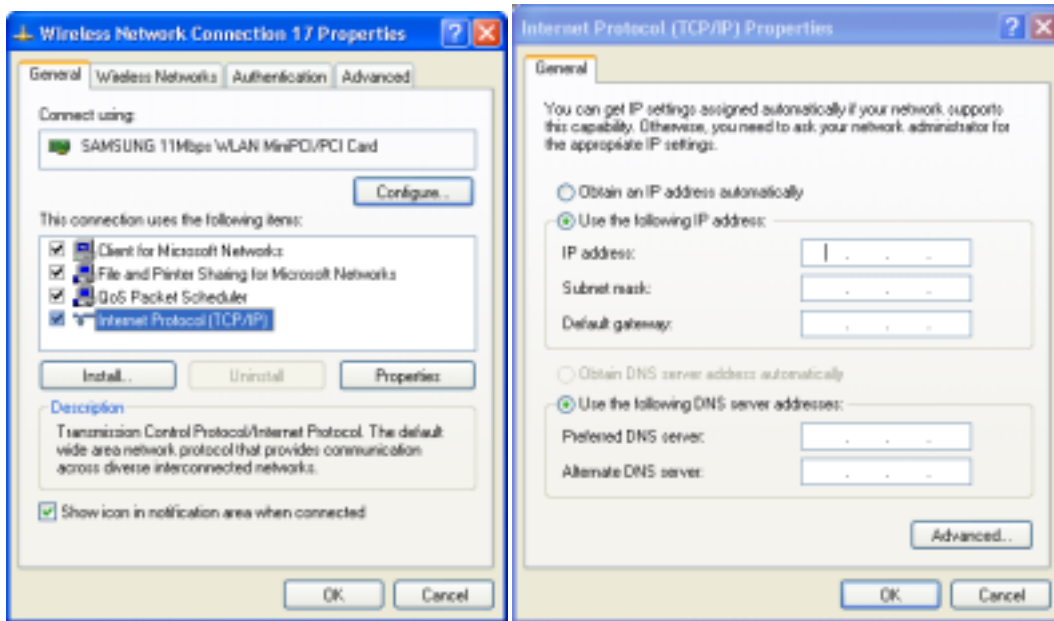 Wireless Network Connection 17 Properties
General Wireless Networks Authentication Advanced
Connect using:
SAMSUNG 11Mbps WLAN MiniPCI/PCI Card
Configure...
This connection uses the following items:
Client for Microsoft Networks
File and Printer Sharing for Microsoft Networks
QoS Packet Scheduler
Internet Protocol (TCP/IP)
Install... Uninstall Properties
Description
Transmission Control Protocol/Internet Protocol. The default
wide area network protocol that provides communication
across diverse interconnected networks.
Show icon in notification area when connected
OK Cancel
Internet Protocol (TCP/IP) Properties
General
You can get IP settings assigned automatically if your network supports
this capability. Otherwise, you need to ask your network administrator for
the appropriate IP settings.
Obtain an IP address automatically
Use the following IP address:
IP address:
Subnet mask:
Default gateway:
Obtain DNS server address automatically
Use the following DNS server addresses:
Preferred DNS server:
Alternate DNS server:
Advanced...
OK Cancel